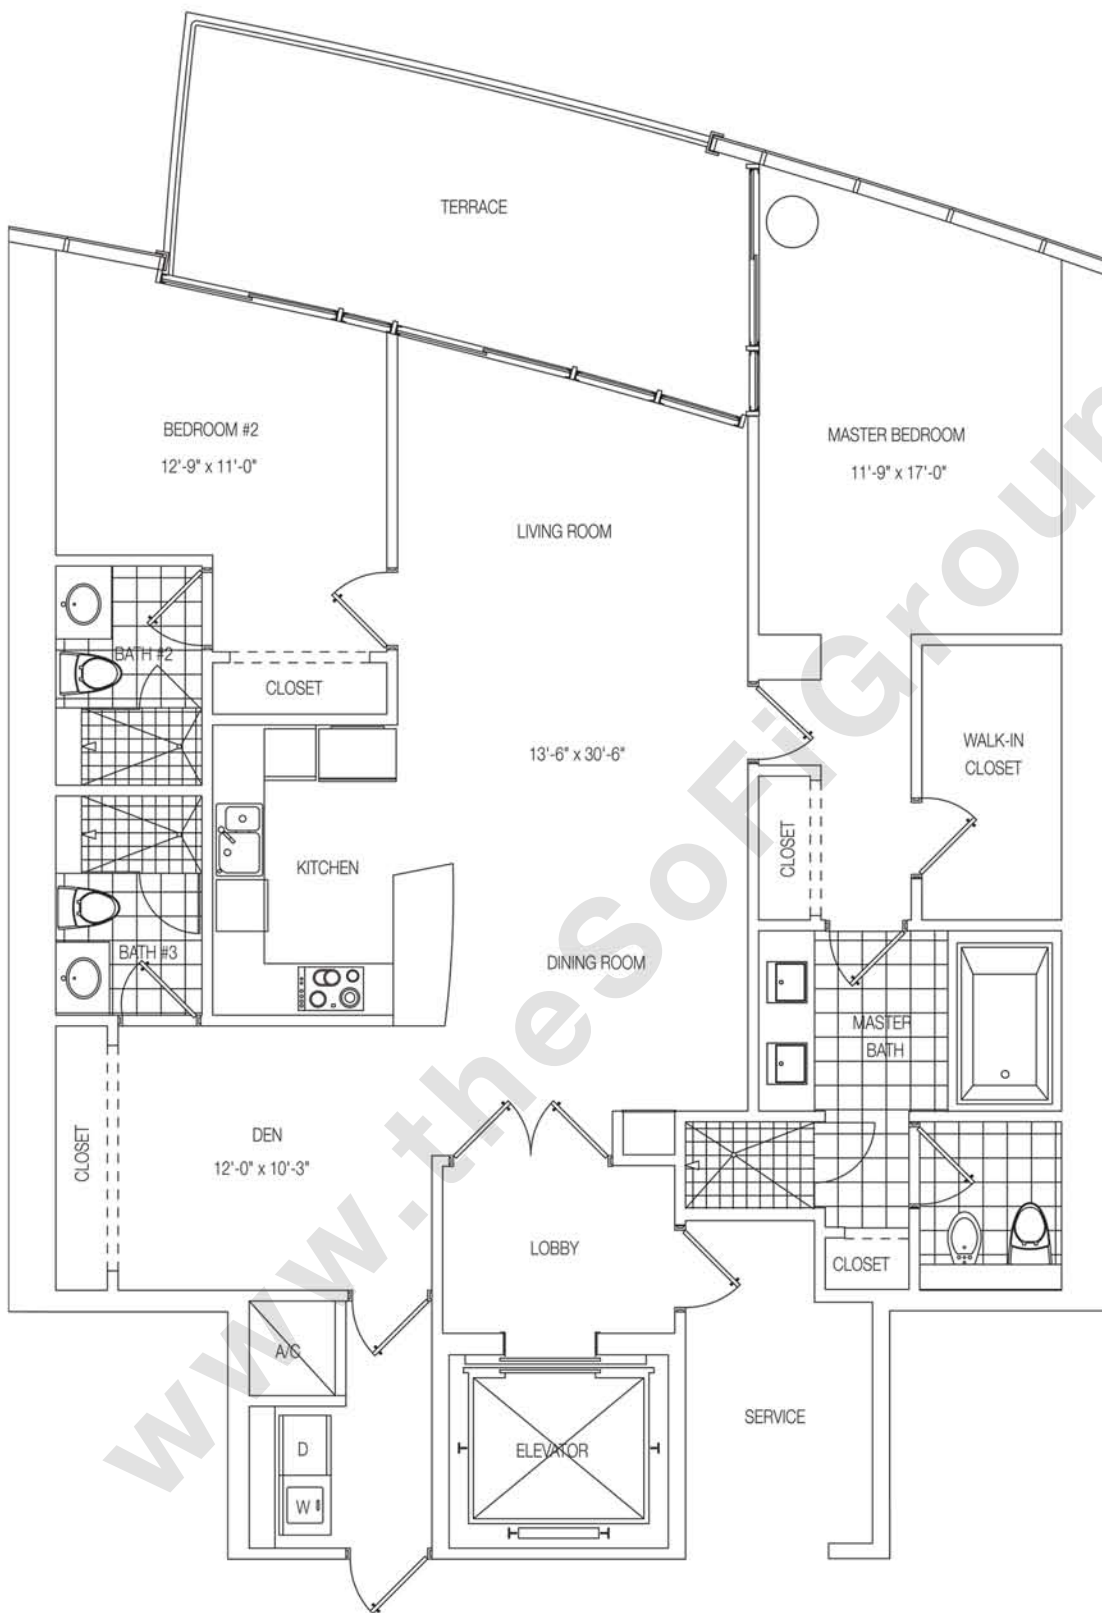 TERRACE
BEDROOM #2
12'-9" x 11'-0"
MASTER BEDROOM
11'-9" x 17'-0"
LIVING ROOM
BATH #2
CLOSET
13'-6" x 30'-6"
WALK-IN
CLOSET
CLOSET
KITCHEN
BATH #3
DINING ROOM
MASTER
BATH
DEN
12'-0" x 10'-3"
CLOSET
LOBBY
CLOSET
A/C
SERVICE
D
ELEVATOR
W
www.theSoFiGroup